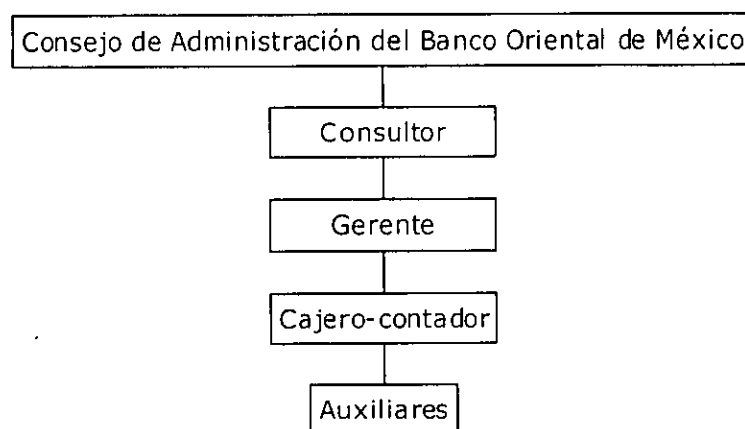 Consejo de Administración del Banco Oriental de México
Consultor
Gerente
Cajero-contador
Auxiliares